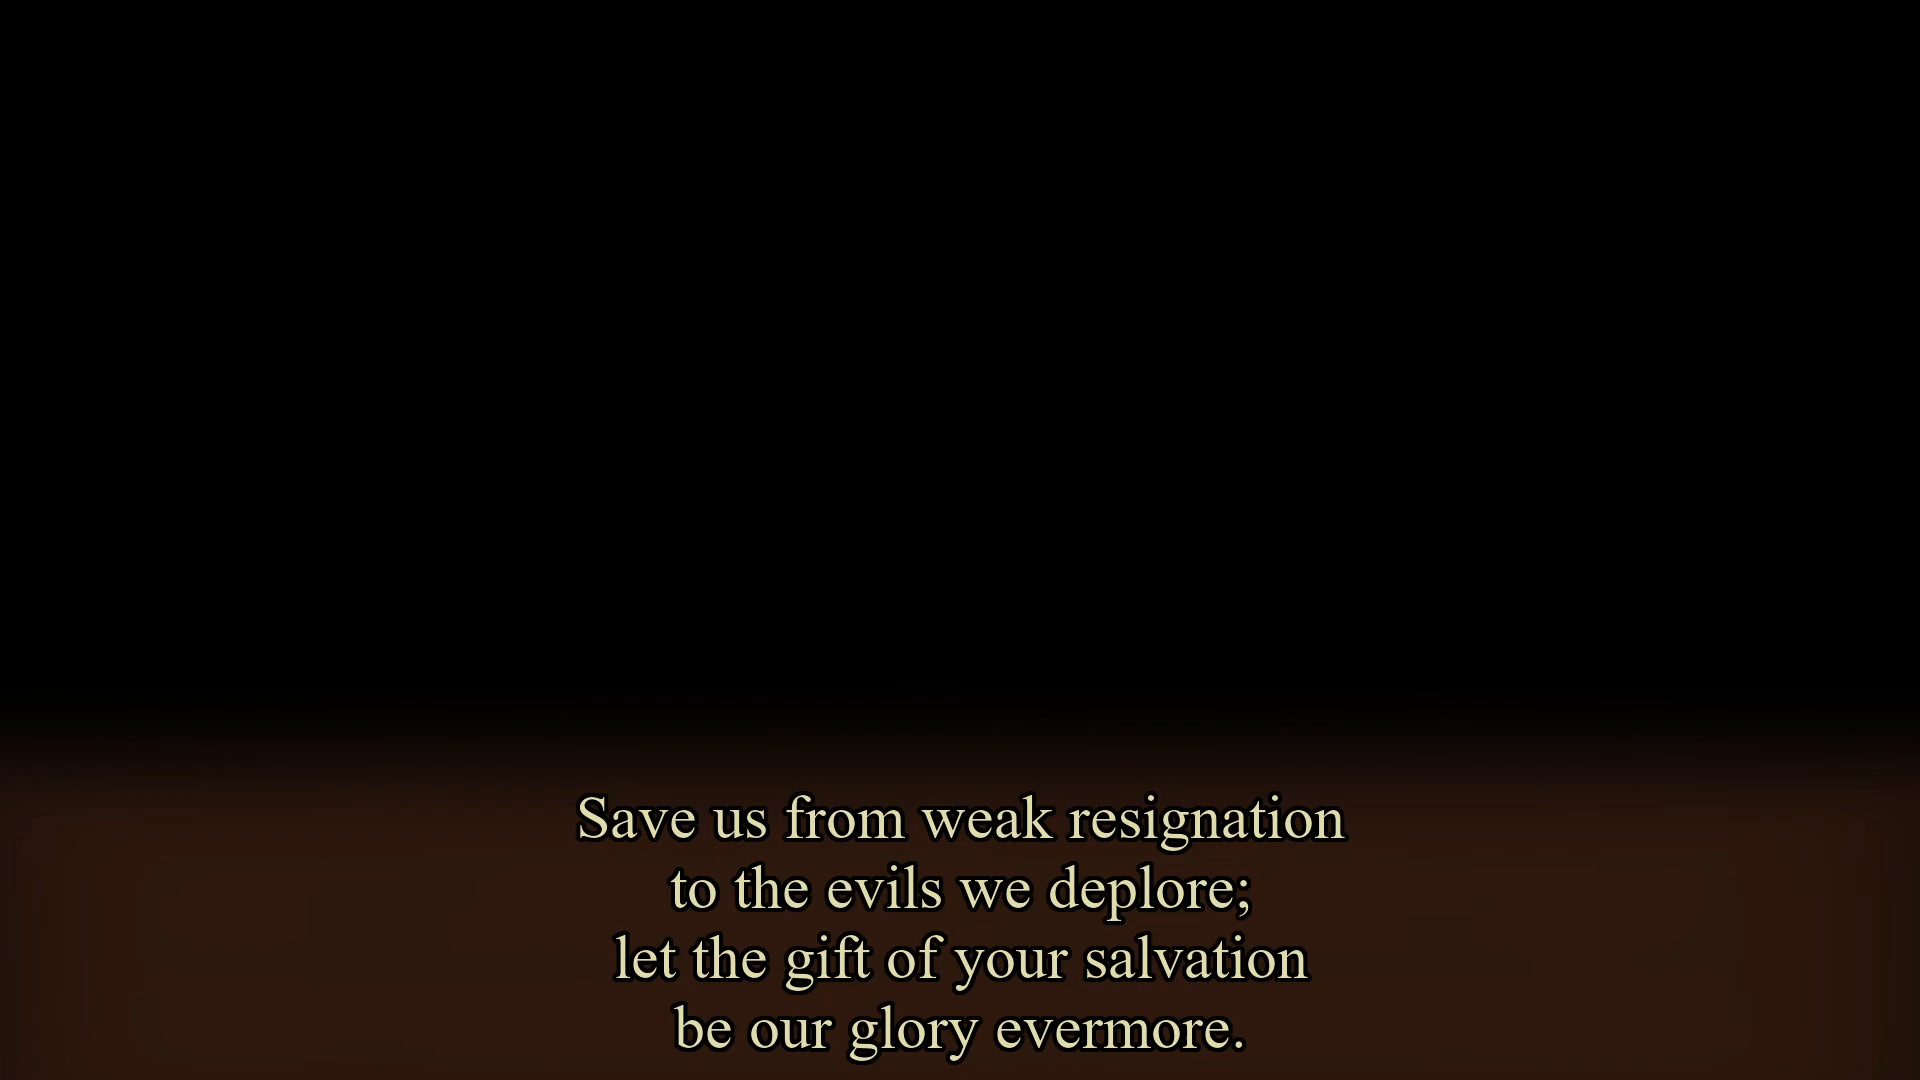 Save us from weak resignation
to the evils we deplore;
let the gift of your salvation
be our glory evermore.